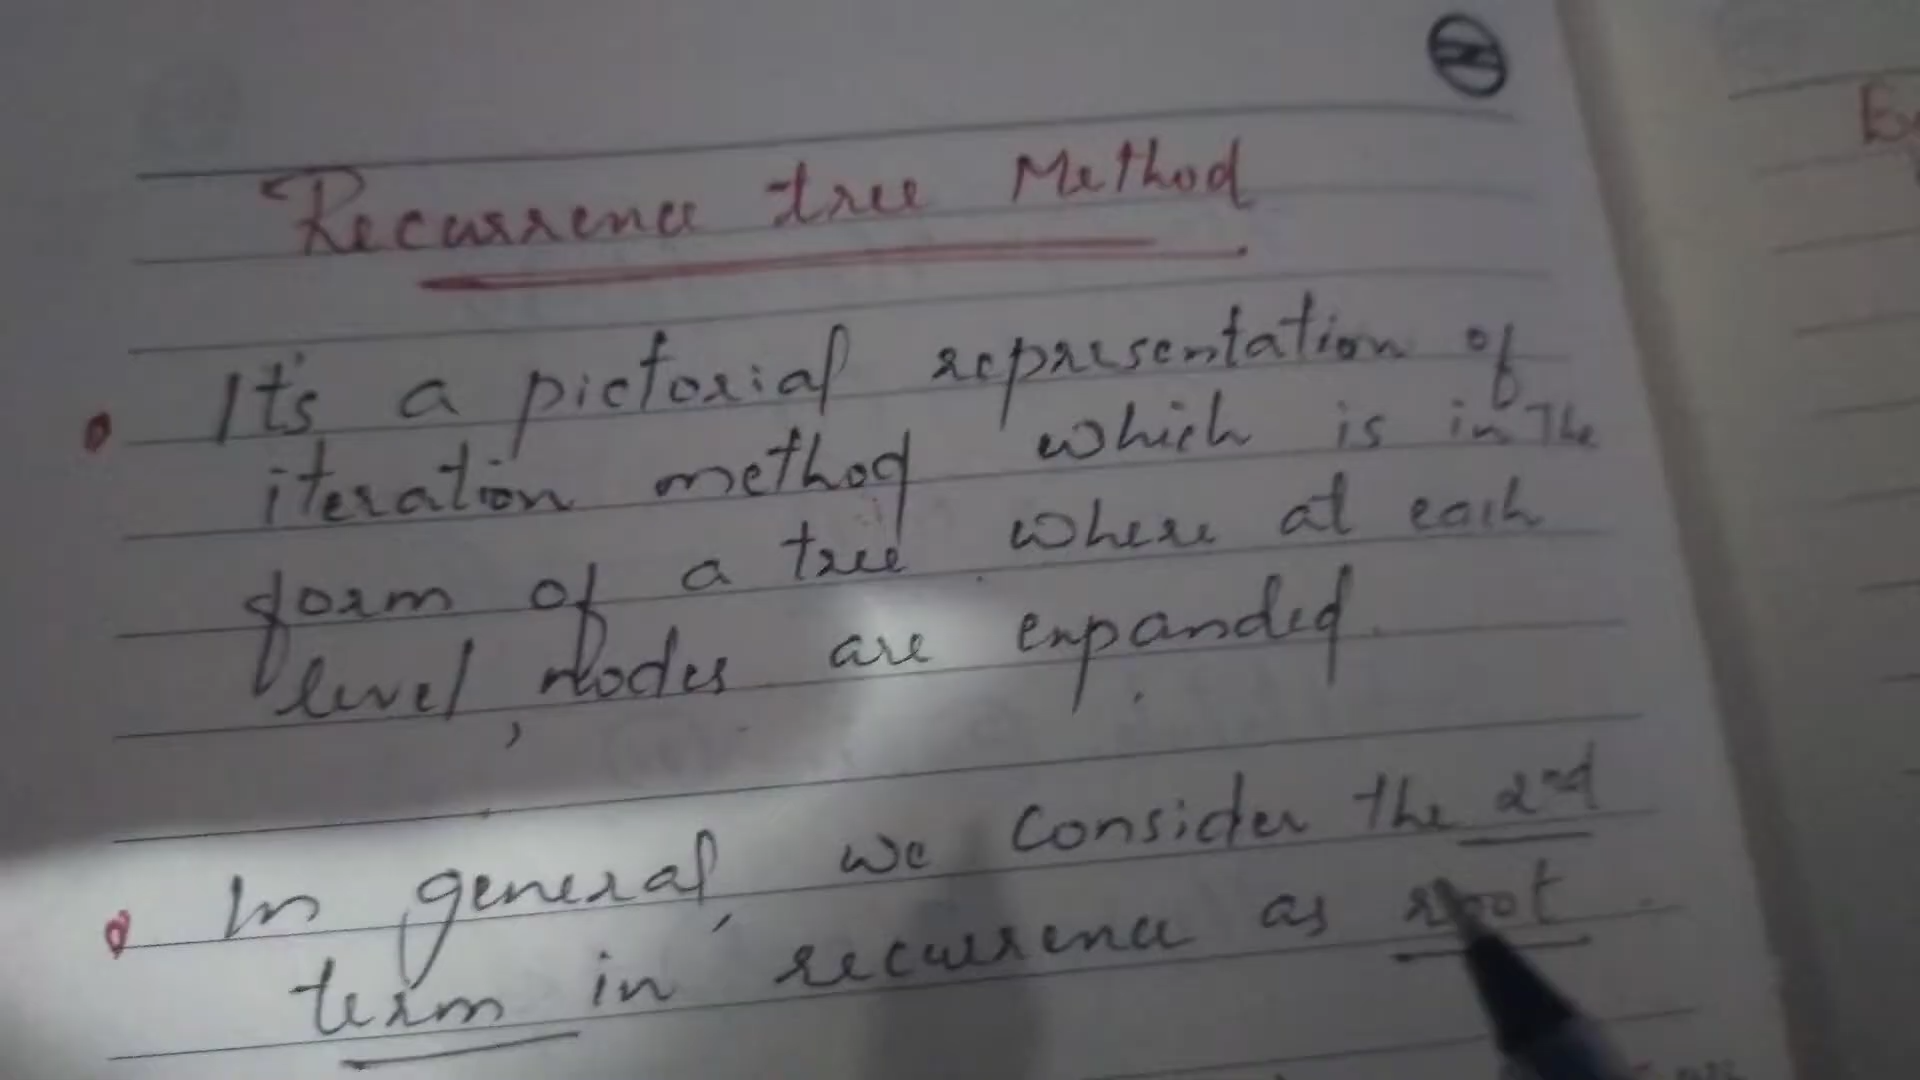 Recurrence tree Method
It's a pictorial representation of
iteration method which is in the
form of a tree where at each
level, nodes are expanded.
In general, we consider the 2nd
term in recurrence as root